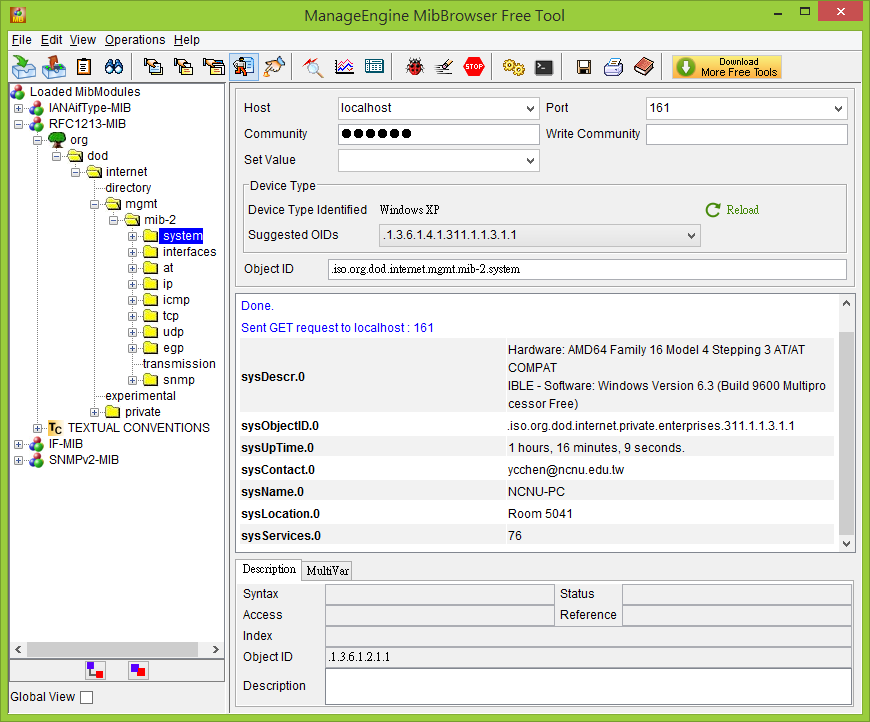 ManageEngine MibBrowser Free Tool
File Edit View Operations Help
STOP
Download
More Free Tools
Loaded MibModules
IANAifType-MIB
RFC1213-MIB
org
dod
internet
directory
mgmt
mib-2
system
interfaces
at
ip
icmp
tcp
udp
egp
transmission
snmp
experimental
private
Tc TEXTUAL CONVENTIONS
IF-MIB
SNMPv2-MIB
Global View
Host localhost Port 161
Community ●●●●●● Write Community
Set Value
Device Type
Device Type Identified Windows XP Reload
Suggested OIDs .1.3.6.1.4.1.311.1.1.3.1.1
Object ID .iso.org.dod.internet.mgmt.mib-2.system
Done.
Sent GET request to localhost : 161
sysDescr.0 Hardware: AMD64 Family 16 Model 4 Stepping 3 AT/AT
COMPAT
IBLE - Software: Windows Version 6.3 (Build 9600 Multipro
cessor Free)
sysObjectID.0 .iso.org.dod.internet.private.enterprises.311.1.1.3.1.1
sysUpTime.0 1 hours, 16 minutes, 9 seconds.
sysContact.0 ycchen@ncnu.edu.tw
sysName.0 NCNU-PC
sysLocation.0 Room 5041
sysServices.0 76
Description MultiVar
Syntax Status
Access Reference
Index
Object ID .1.3.6.1.2.1.1
Description